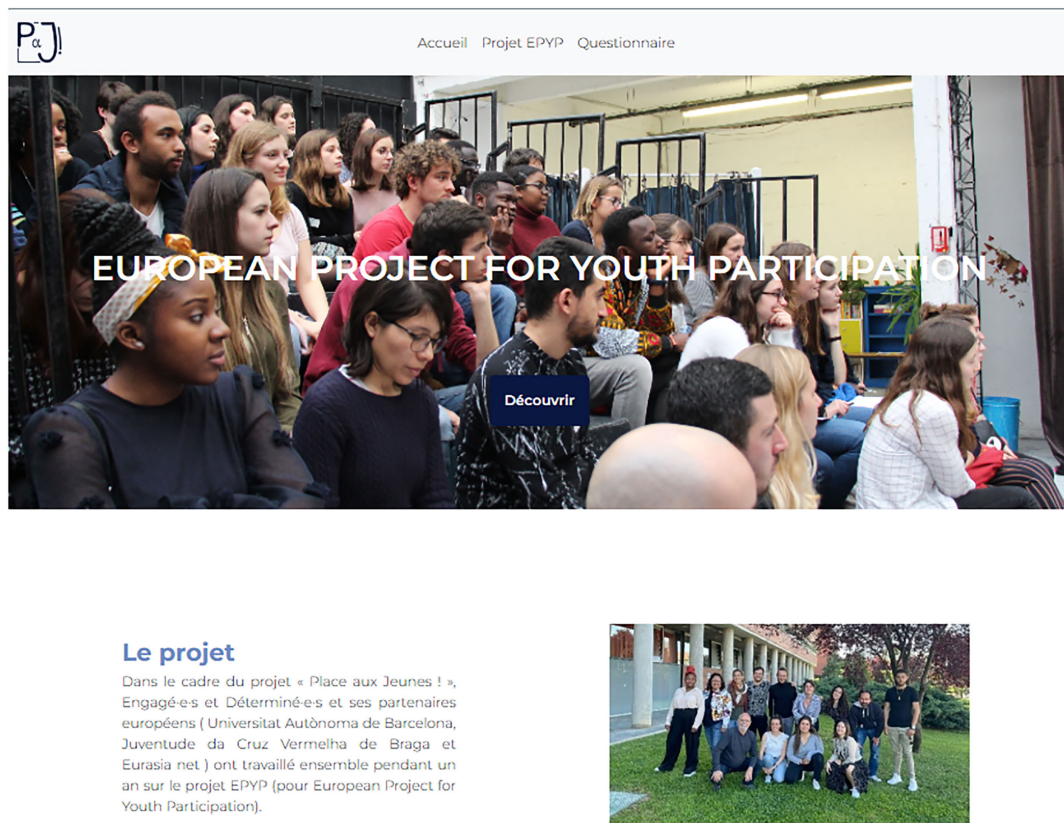 PαJ!
Accueil Projet EPYP Questionnaire
EUROPEAN PROJECT FOR YOUTH PARTICIPATION
Découvrir
Le projet
Dans le cadre du projet « Place aux Jeunes ! »,
Engagé·e·s et Déterminé·e·s et ses partenaires
européens ( Universitat Autònoma de Barcelona,
Juventude da Cruz Vermelha de Braga et
Eurasia net ) ont travaillé ensemble pendant un
an sur le projet EPYP (pour European Project for
Youth Participation).